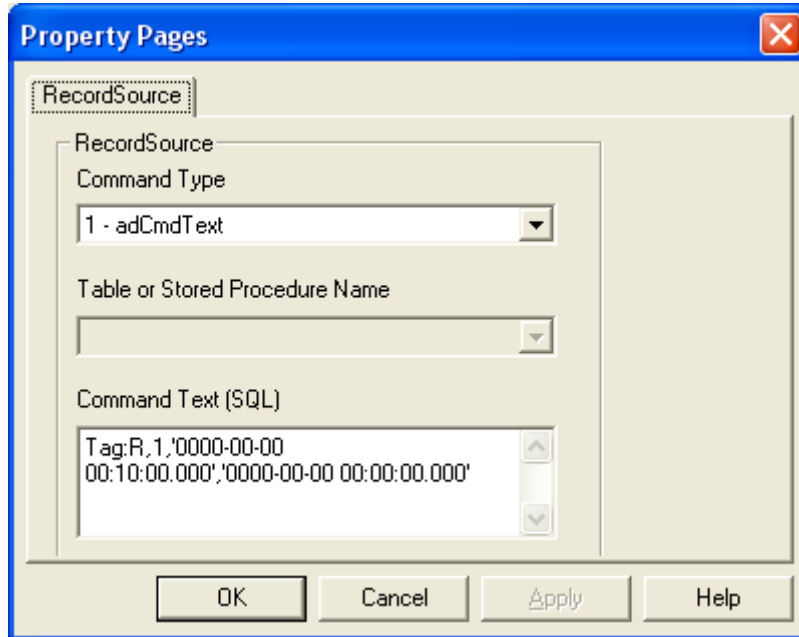 Property Pages
RecordSource
RecordSource
Command Type
1 - adCmdText
Table or Stored Procedure Name
Command Text (SQL)
Tag:R,1,'0000-00-00
00:10:00.000','0000-00-00 00:00:00.000'
OK
Cancel
Apply
Help